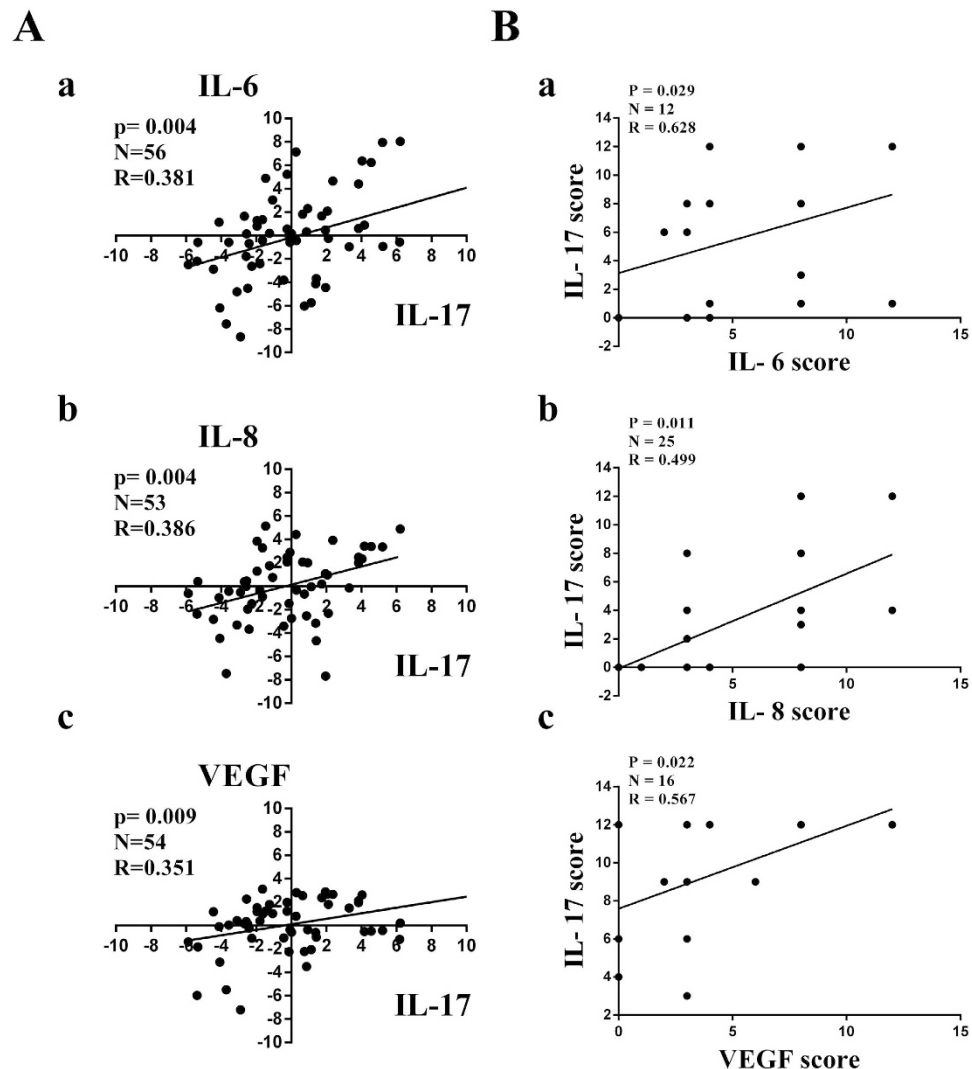 A
a
IL-6
p= 0.004
N=56
R=0.381
10
8
6
4
2
-10 -8 -6 -4 -2 2 4 6 8 10
-2
-4
-6
-8
-10
IL-17
b
IL-8
p= 0.004
N=53
R=0.386
10
8
6
4
2
-10 -8 -6 -4 -2 2 4 6 8 10
-2
-4
-6
-8
-10
IL-17
c
VEGF
p= 0.009
N=54
R=0.351
10
8
6
4
2
-10 -8 -6 -4 -2 2 4 6 8 10
-2
-4
-6
-8
-10
IL-17
B
a
P = 0.029
N = 12
R = 0.628
IL- 17 score
14
12
10
8
6
4
2
0
-2
5 10 15
IL- 6 score
b
P = 0.011
N = 25
R = 0.499
IL- 17 score
14
12
10
8
6
4
2
0
-2
5 10 15
IL- 8 score
c
P = 0.022
N = 16
R = 0.567
IL- 17 score
14
12
10
8
6
4
2
0 5 10 15
VEGF score